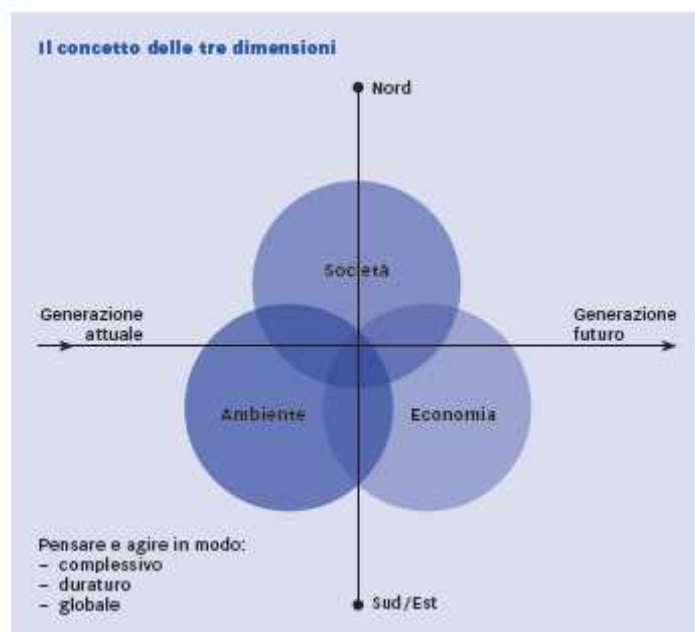 Il concetto delle tre dimensioni
Nord
Società
Generazione
attuale
Generazione
futuro
Ambiente
Economia
Pensare e agire in modo:
– complessivo
– duraturo
– globale
Sud/Est